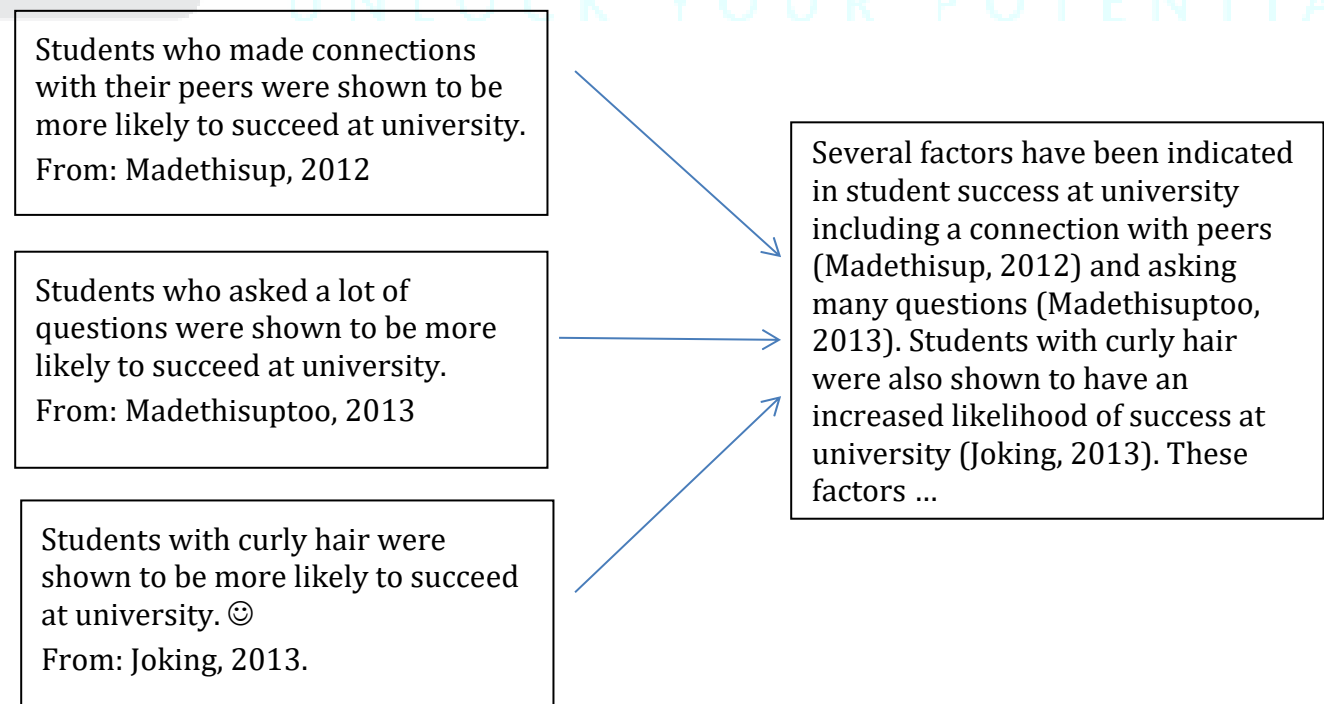 UNLOCK YOUR POTENTIA
Students who made connections
with their peers were shown to be
more likely to succeed at university.
From: Madethisup, 2012
Students who asked a lot of
questions were shown to be more
likely to succeed at university.
From: Madethisuptoo, 2013
Students with curly hair were
shown to be more likely to succeed
at university. ☺
From: Joking, 2013.
Several factors have been indicated
in student success at university
including a connection with peers
(Madethisup, 2012) and asking
many questions (Madethisuptoo,
2013). Students with curly hair
were also shown to have an
increased likelihood of success at
university (Joking, 2013). These
factors …